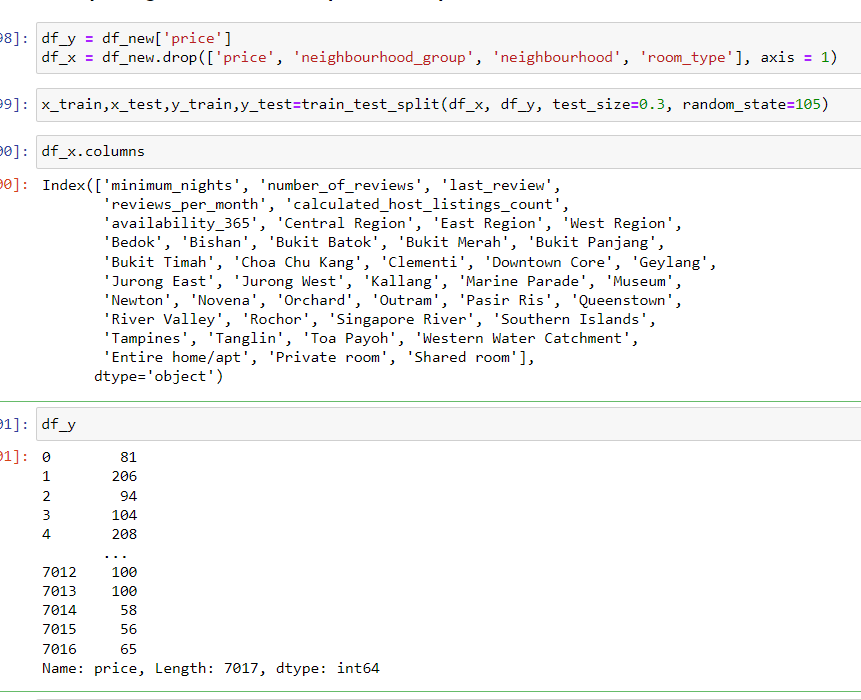 98]: df_y = df_new['price']
df_x = df_new.drop(['price', 'neighbourhood_group', 'neighbourhood', 'room_type'], axis = 1)
99]: x_train,x_test,y_train,y_test=train_test_split(df_x, df_y, test_size=0.3, random_state=105)
00]: df_x.columns
00]: Index(['minimum_nights', 'number_of_reviews', 'last_review',
'reviews_per_month', 'calculated_host_listings_count',
'availability_365', 'Central Region', 'East Region', 'West Region',
'Bedok', 'Bishan', 'Bukit Batok', 'Bukit Merah', 'Bukit Panjang',
'Bukit Timah', 'Choa Chu Kang', 'Clementi', 'Downtown Core', 'Geylang',
'Jurong East', 'Jurong West', 'Kallang', 'Marine Parade', 'Museum',
'Newton', 'Novena', 'Orchard', 'Outram', 'Pasir Ris', 'Queenstown',
'River Valley', 'Rochor', 'Singapore River', 'Southern Islands',
'Tampines', 'Tanglin', 'Toa Payoh', 'Western Water Catchment',
'Entire home/apt', 'Private room', 'Shared room'],
dtype='object')
01]: df_y
01]: 0 81
1 206
2 94
3 104
4 208
...
7012 100
7013 100
7014 58
7015 56
7016 65
Name: price, Length: 7017, dtype: int64